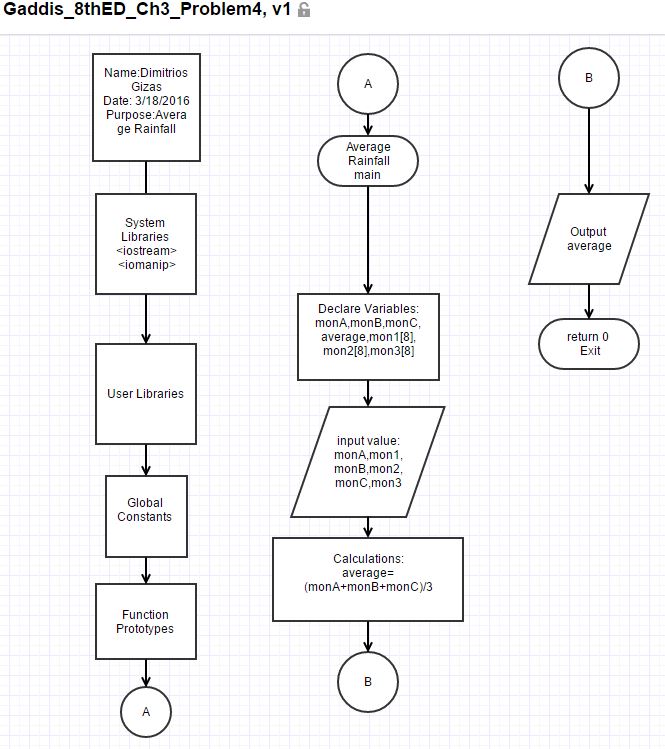 Gaddis_8thED_Ch3_Problem4, v1
Name:Dimitrios
Gizas
Date: 3/18/2016
Purpose:Avera
ge Rainfall
System
Libraries
<iostream>
<iomanip>
User Libraries
Global
Constants
Function
Prototypes
A
A
Average
Rainfall
main
Declare Variables:
monA,monB,monC,
average,mon1[8],
mon2[8],mon3[8]
input value:
monA,mon1,
monB,mon2,
monC,mon3
Calculations:
average=
(monA+monB+monC)/3
B
B
Output
average
return 0
Exit